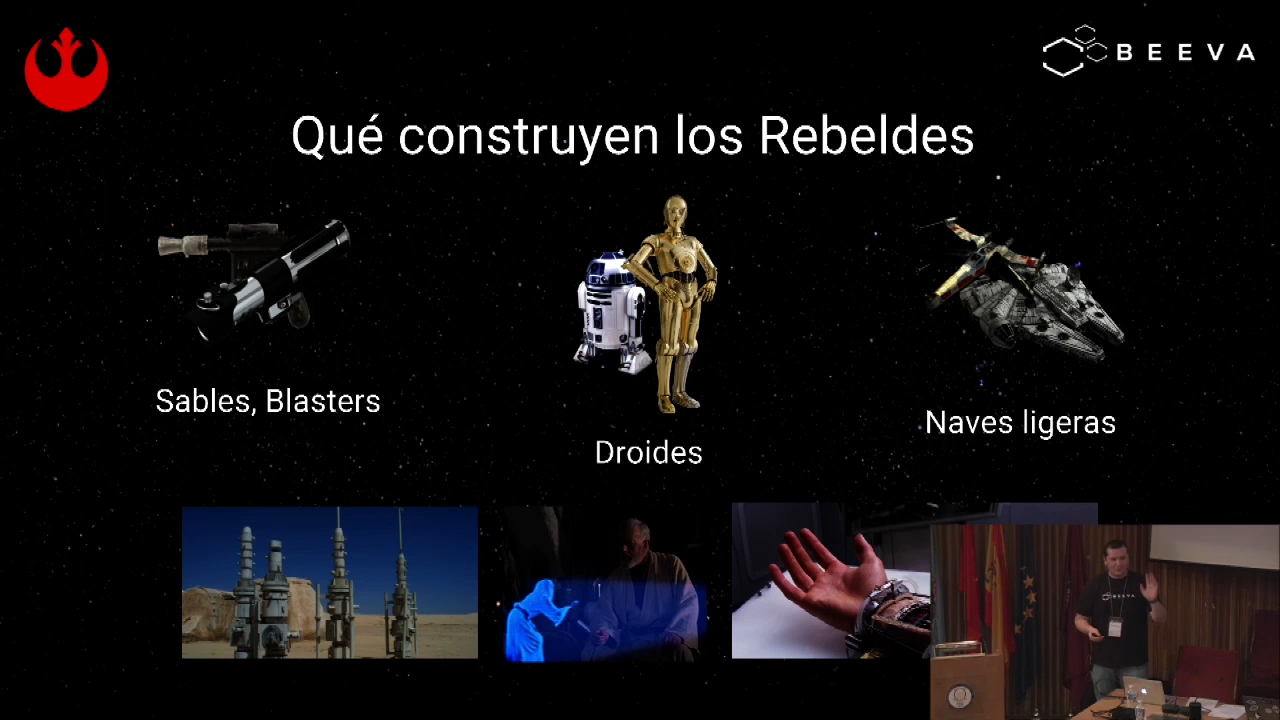 BEEVA
Qué construyen los Rebeldes
Sables, Blasters
Droides
Naves ligeras
BEEVA